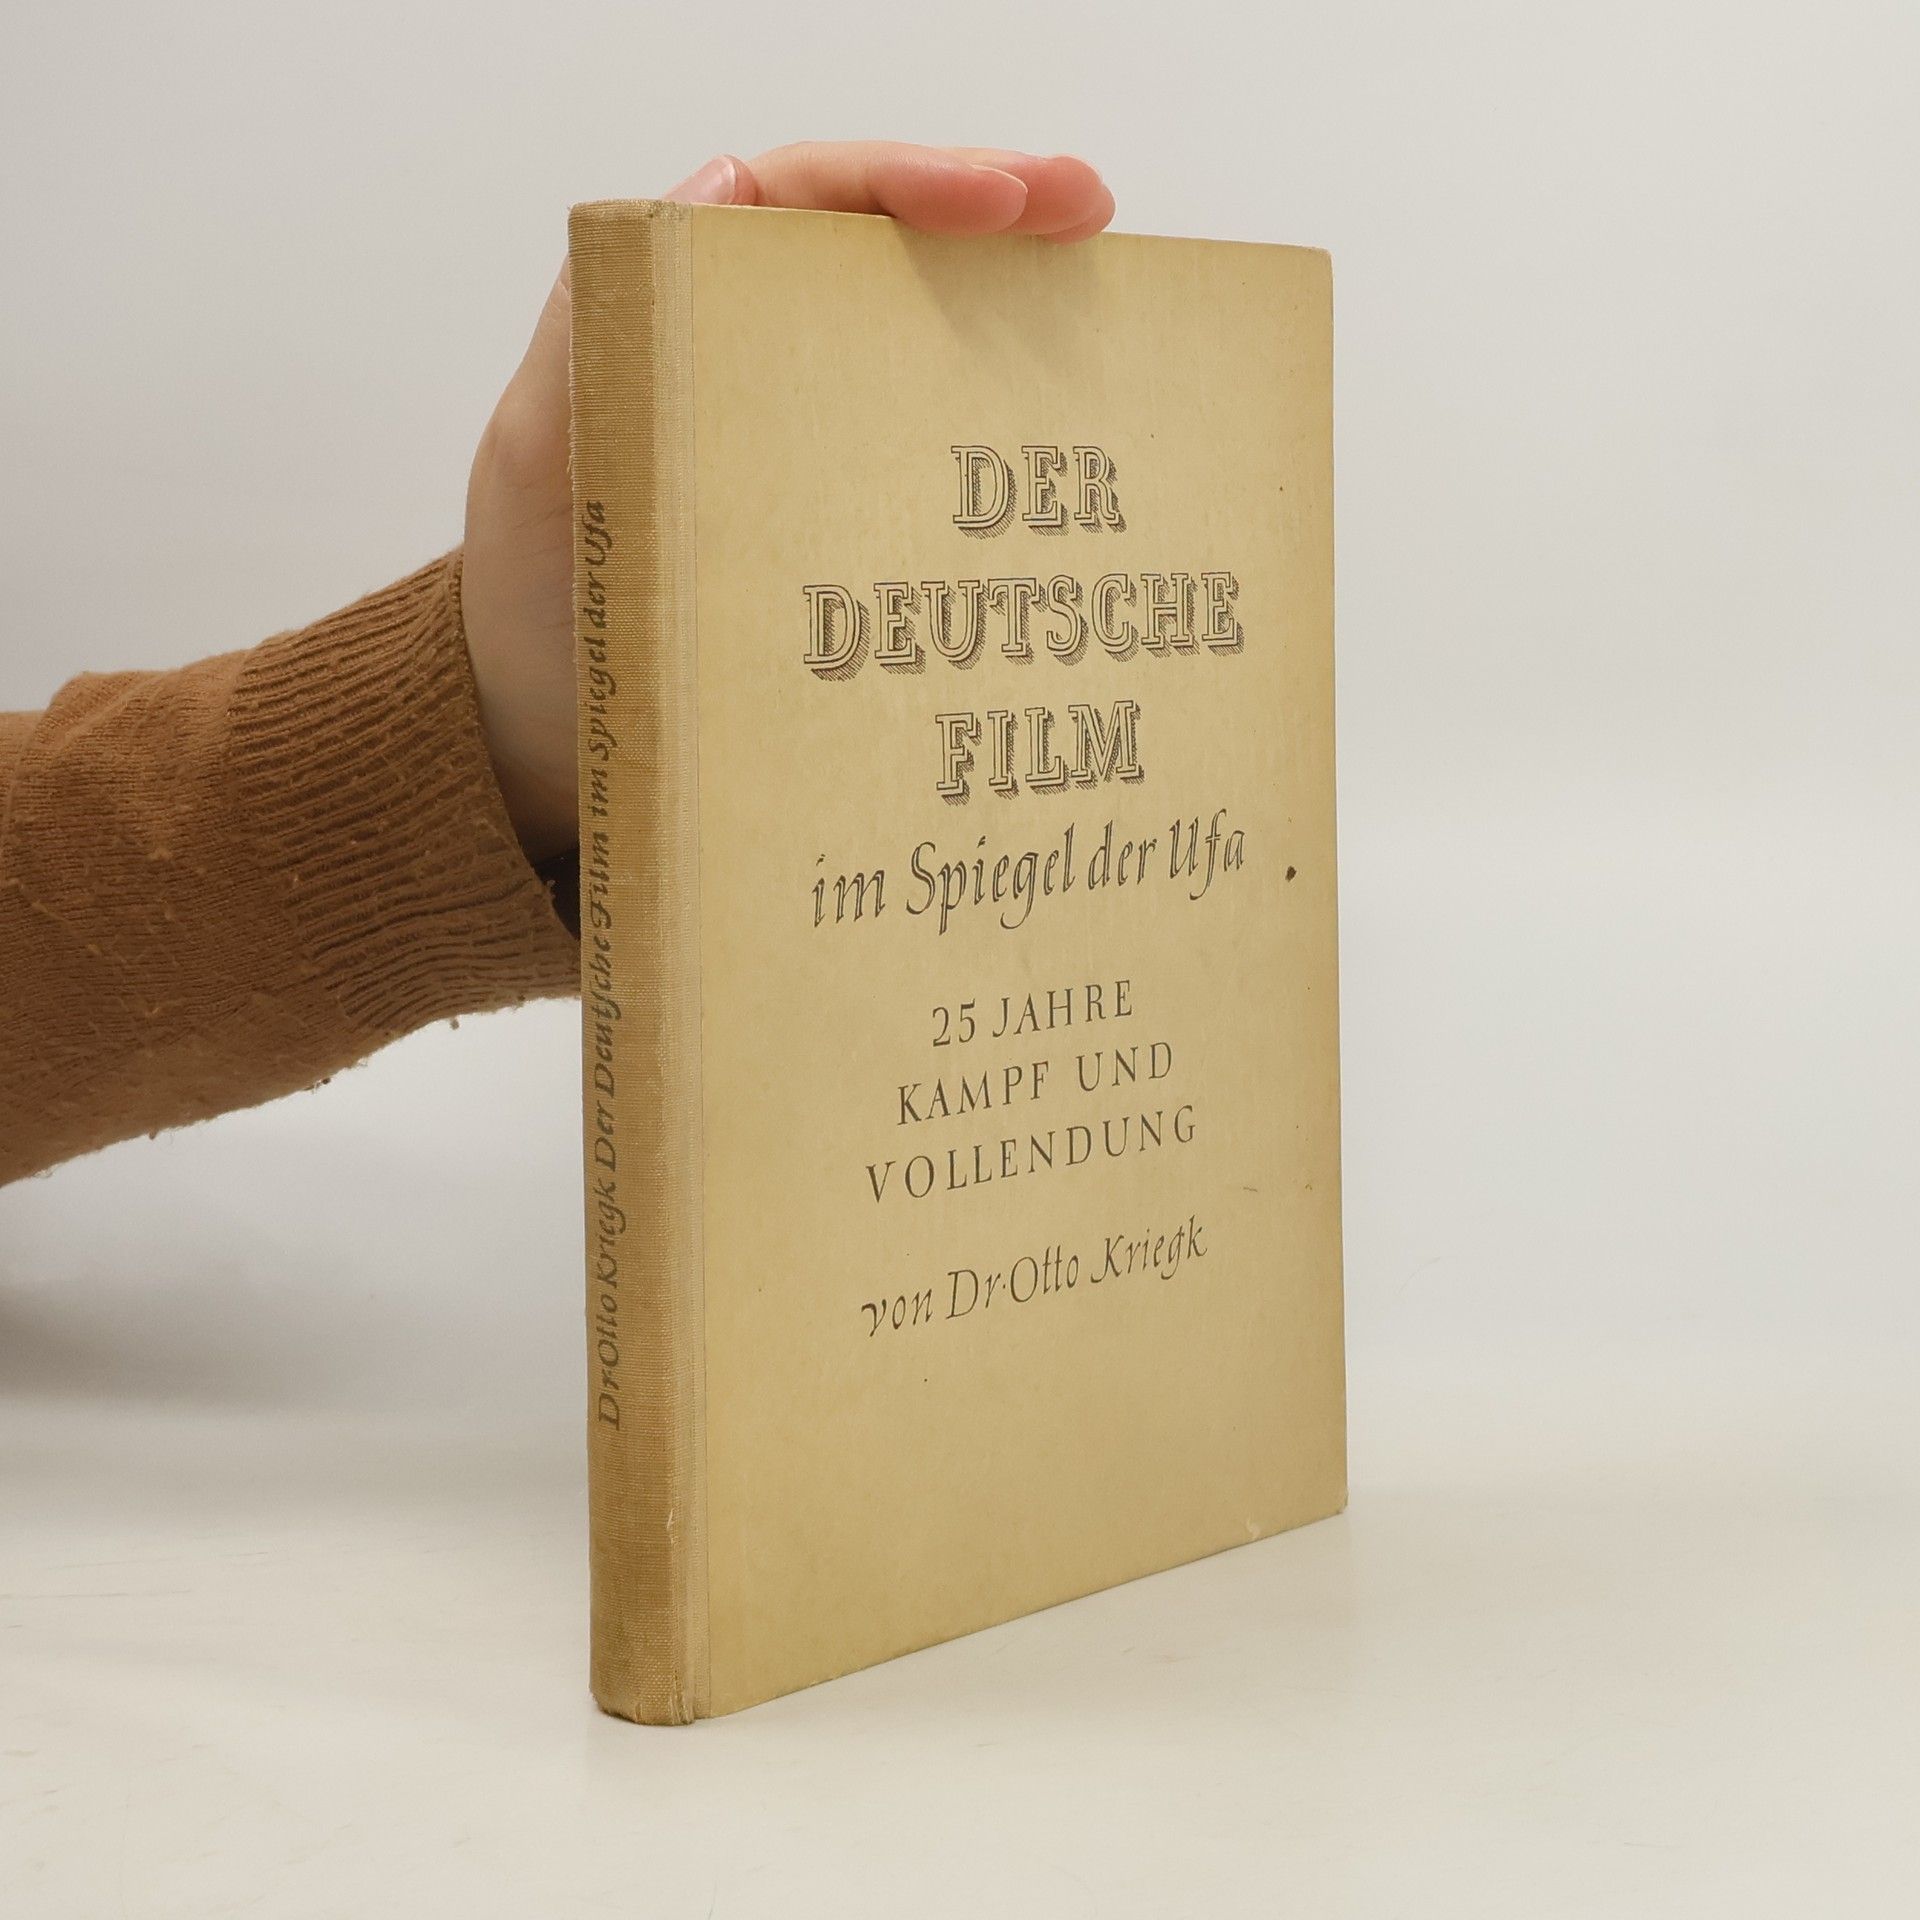 Dr. Otto Kriegk Der Deutsche Film im Spiegel der Ufa
DER
DEUTSCHE
FILM
im Spiegel der Ufa
25 JAHRE
KAMPF UND
VOLLENDUNG
von Dr. Otto Kriegk